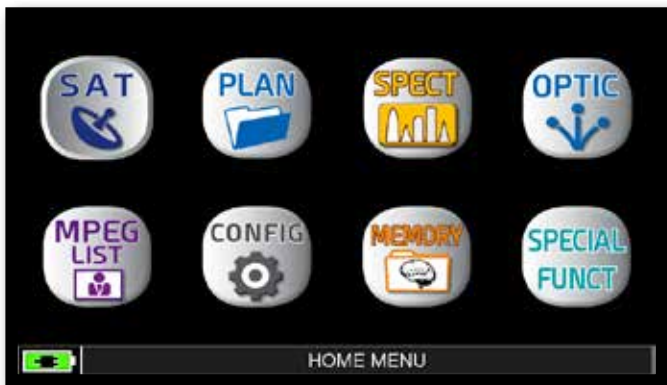 SAT
PLAN
SPECT
OPTIC
MPEG
LIST
CONFIG
MEMORY
SPECIAL
FUNCT
HOME MENU